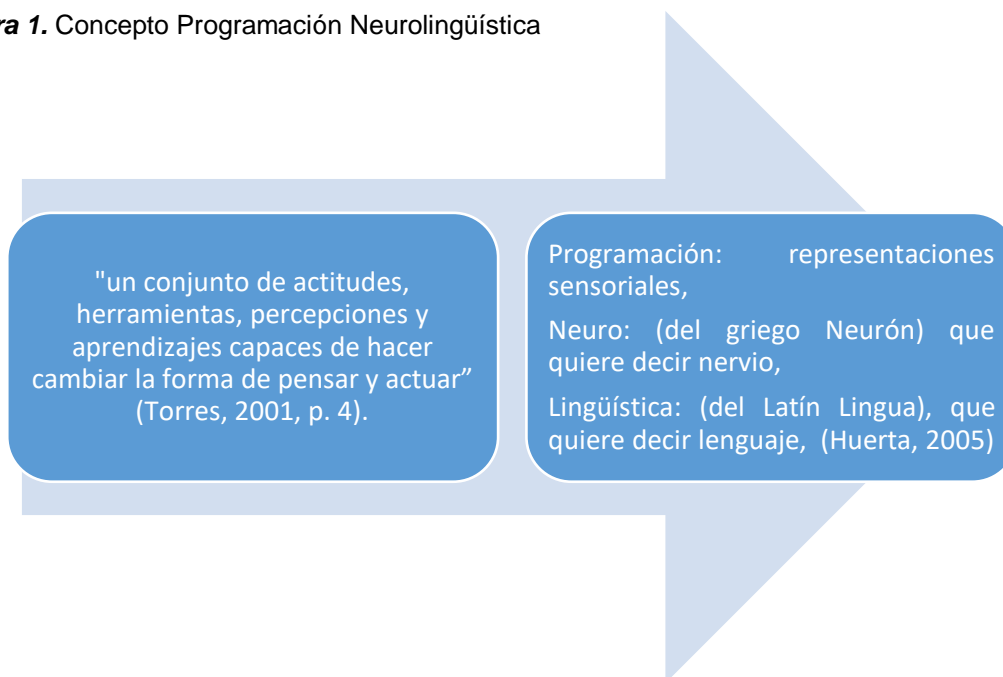 ra 1. Concepto Programación Neurolingüística
"un conjunto de actitudes,
herramientas, percepciones y
aprendizajes capaces de hacer
cambiar la forma de pensar y actuar”
(Torres, 2001, p. 4).
Programación: representaciones
sensoriales,
Neuro: (del griego Neurón) que
quiere decir nervio,
Lingüística: (del Latín Lingua), que
quiere decir lenguaje, (Huerta, 2005)